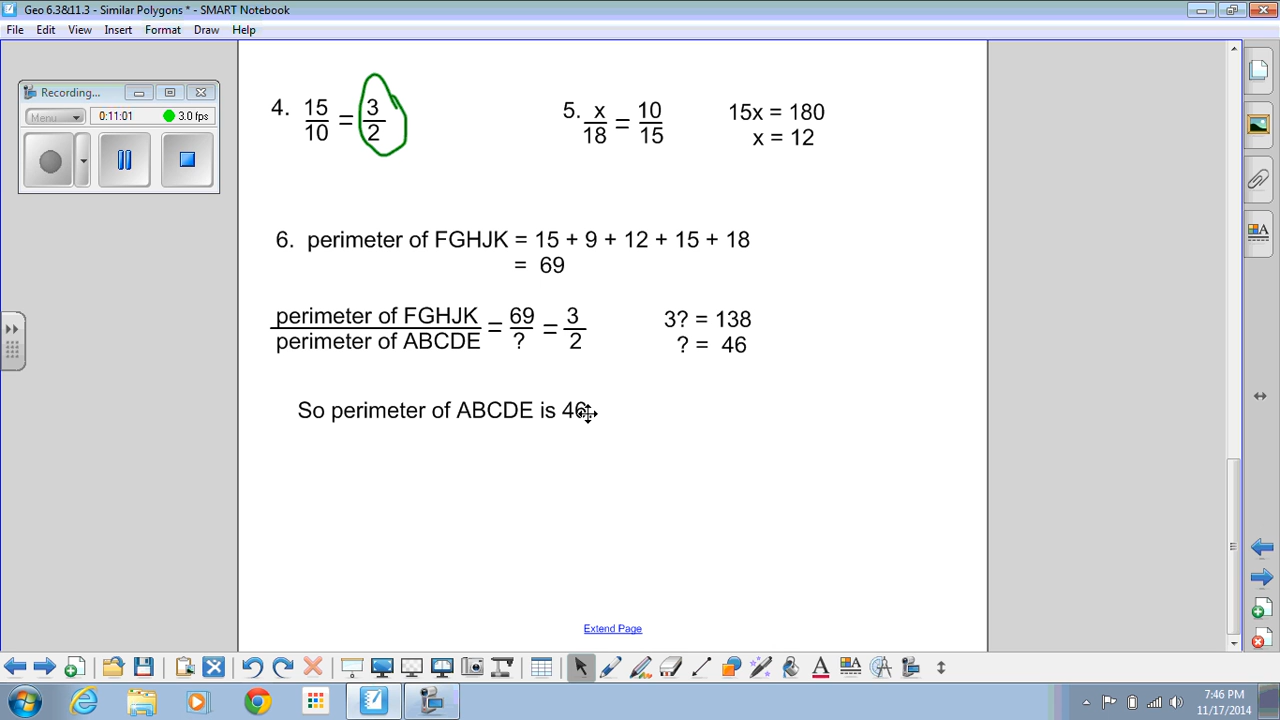 Geo 6.3&11.3 - Similar Polygons * - SMART Notebook
File Edit View Insert Format Draw Help
Recording...
Menu 0:11:01 3.0 fps
4. 15/10 = 3/2
5. x/18 = 10/15
15x = 180
x = 12
6. perimeter of FGHJK = 15 + 9 + 12 + 15 + 18
= 69
perimeter of FGHJK / perimeter of ABCDE = 69/? = 3/2
3? = 138
? = 46
So perimeter of ABCDE is 46
Extend Page
7:46 PM
11/17/2014